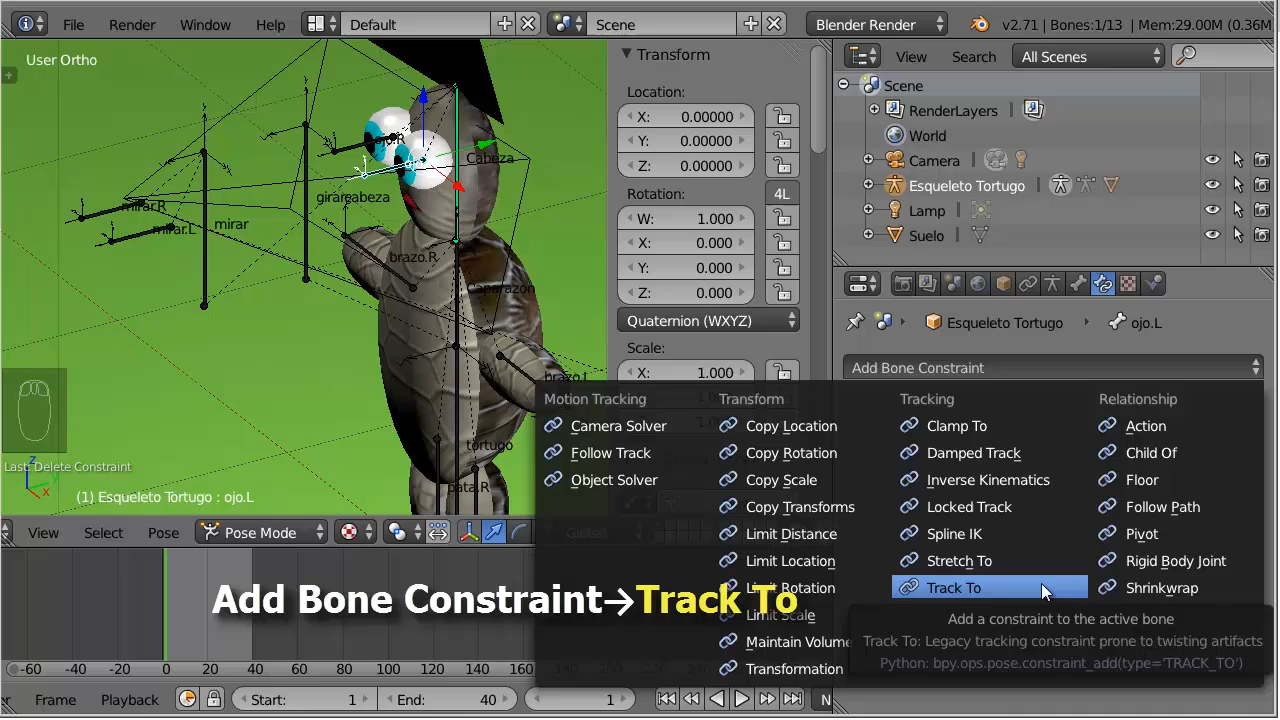 File Render Window Help Default Scene Blender Render v2.71 | Bones:1/13 | Mem:29.00M (0.36M
User Ortho
Transform
Location:
X: 0.00000
Y: 0.00000
Z: 0.00000
Rotation: 4L
W: 1.000
X: 0.000
Y: 0.000
Z: 0.000
Quaternion (WXYZ)
Scale:
X: 1.000
View Search All Scenes
Scene
RenderLayers
World
Camera
Esqueleto Tortugo
Lamp
Suelo
Esqueleto Tortugo ojo.L
Add Bone Constraint
ojo.R
Cabeza
girarcabeza
mirar.R
mirar.L
mirar
brazo.R
Caparazon
brazo.L
tortugo
pata.R
Last: Delete Constraint
z
y
x
(1) Esqueleto Tortugo : ojo.L
View Select Pose Pose Mode Global
Motion Tracking
Camera Solver
Follow Track
Object Solver
Transform
Copy Location
Copy Rotation
Copy Scale
Copy Transforms
Limit Distance
Limit Location
Limit Rotation
Limit Scale
Maintain Volume
Transformation
Tracking
Clamp To
Damped Track
Inverse Kinematics
Locked Track
Spline IK
Stretch To
Track To
Relationship
Action
Child Of
Floor
Follow Path
Pivot
Rigid Body Joint
Shrinkwrap
Add a constraint to the active bone
Track To: Legacy tracking constraint prone to twisting artifacts
Python: bpy.ops.pose.constraint_add(type='TRACK_TO')
Add Bone Constraint→Track To
-60 -40 -20 0 20 40 60 80 100 120 140 160
Frame Playback Start: 1 End: 40 1 N